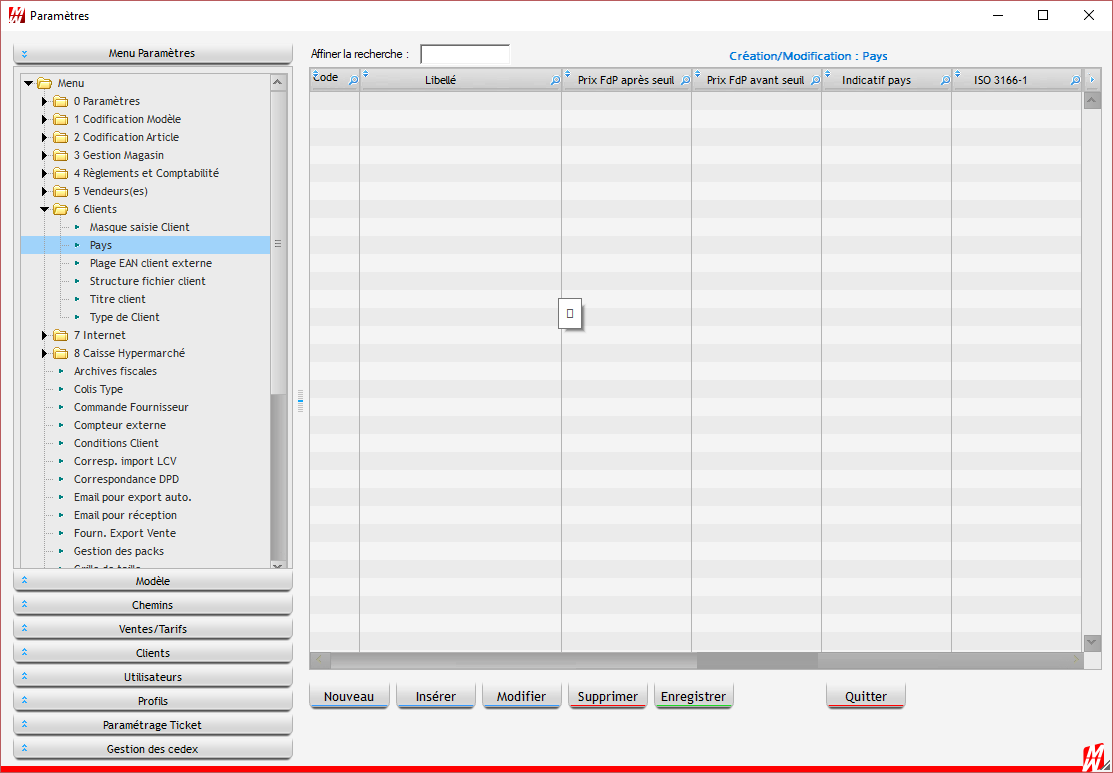 Paramètres
Menu Paramètres
Menu
0 Paramètres
1 Codification Modèle
2 Codification Article
3 Gestion Magasin
4 Règlements et Comptabilité
5 Vendeurs(es)
6 Clients
Masque saisie Client
Pays
Plage EAN client externe
Structure fichier client
Titre client
Type de Client
7 Internet
8 Caisse Hypermarché
Archives fiscales
Colis Type
Commande Fournisseur
Compteur externe
Conditions Client
Corresp. import LCV
Correspondance DPD
Email pour export auto.
Email pour réception
Fourn. Export Vente
Gestion des packs
Modèle
Chemins
Ventes/Tarifs
Clients
Utilisateurs
Profils
Paramétrage Ticket
Gestion des cedex
Affiner la recherche :
Création/Modification : Pays
Code Libellé Prix FdP après seuil Prix FdP avant seuil Indicatif pays ISO 3166-1
Nouveau Insérer Modifier Supprimer Enregistrer Quitter